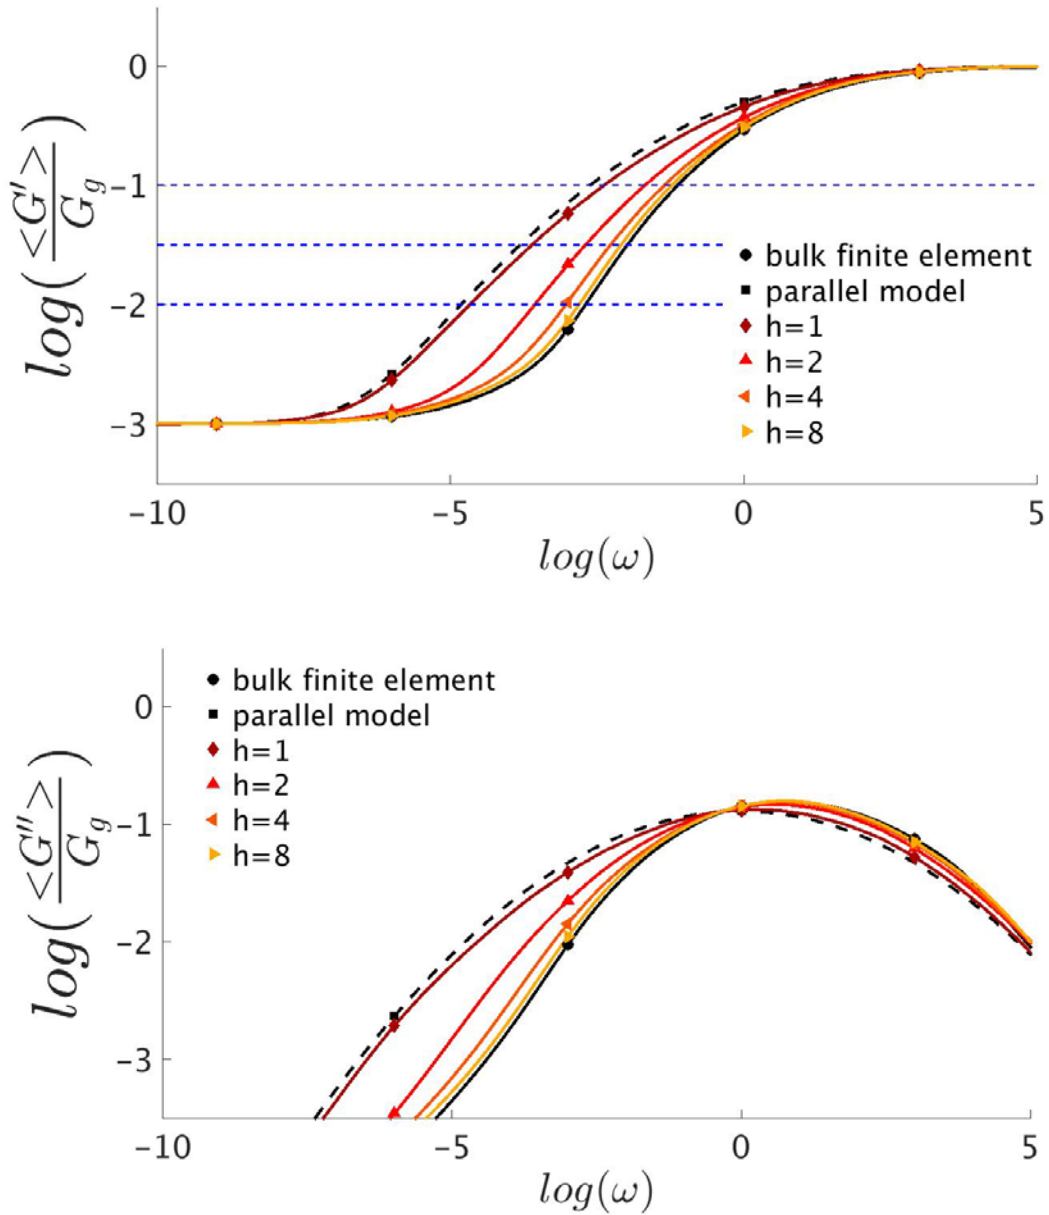 0
−1
−2
−3
log(<G′>/G_g)
bulk finite element
parallel model
h=1
h=2
h=4
h=8
−10
−5
0
5
log(ω)
bulk finite element
parallel model
h=1
h=2
h=4
h=8
0
−1
−2
−3
log(<G″>/G_g)
−10
−5
0
5
log(ω)